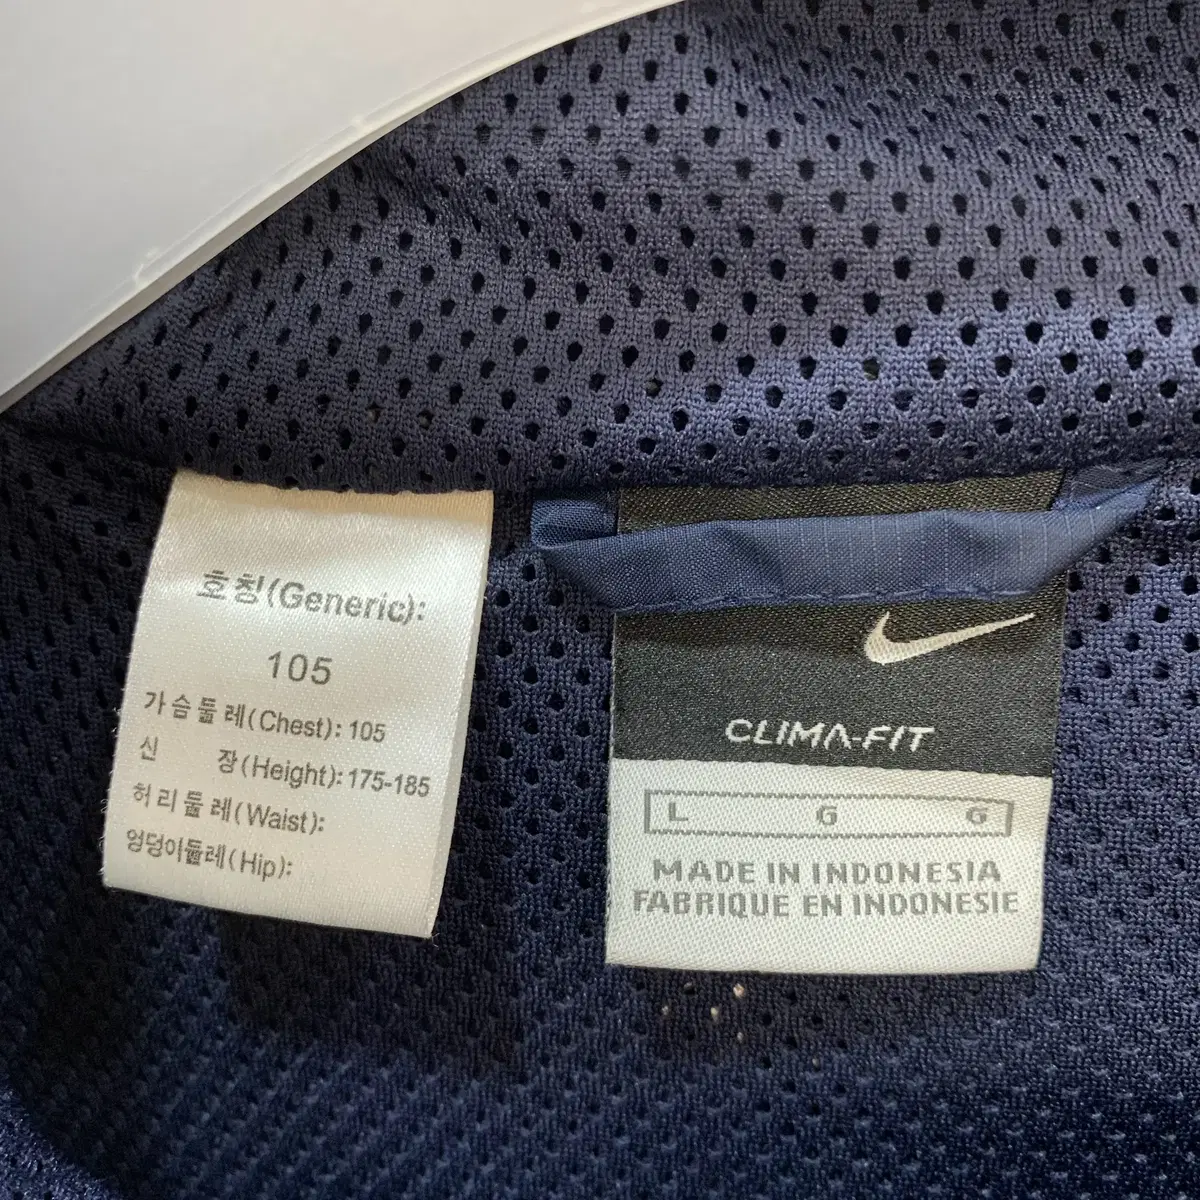 호칭(Generic):
105
가슴둘레(Chest): 105
신 장(Height): 175-185
허리둘레(Waist):
엉덩이둘레(Hip):
CLIMA-FIT
L G G
MADE IN INDONESIA
FABRIQUE EN INDONESIE